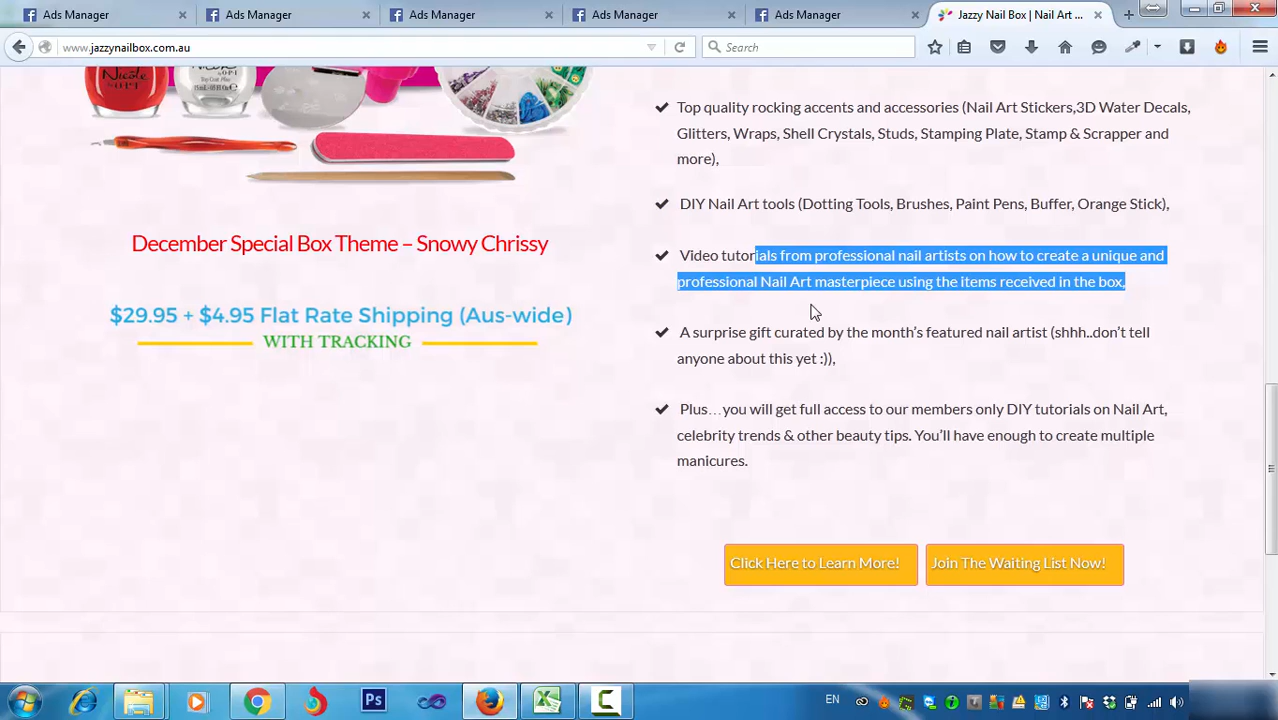 Ads Manager
Ads Manager
Ads Manager
Ads Manager
Ads Manager
Jazzy Nail Box | Nail Art ...
www.jazzynailbox.com.au
Search
Nicole
Nicole
Top quality rocking accents and accessories (Nail Art Stickers,3D Water Decals,
Glitters, Wraps, Shell Crystals, Studs, Stamping Plate, Stamp & Scrapper and
more),
DIY Nail Art tools (Dotting Tools, Brushes, Paint Pens, Buffer, Orange Stick),
Video tutorials from professional nail artists on how to create a unique and
professional Nail Art masterpiece using the items received in the box,
A surprise gift curated by the month's featured nail artist (shhh..don't tell
anyone about this yet :)),
Plus…you will get full access to our members only DIY tutorials on Nail Art,
celebrity trends & other beauty tips. You'll have enough to create multiple
manicures.
December Special Box Theme – Snowy Chrissy
$29.95 + $4.95 Flat Rate Shipping (Aus-wide)
WITH TRACKING
Click Here to Learn More!
Join The Waiting List Now!
Ps
EN